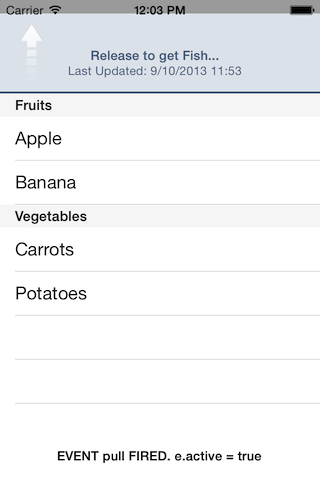 Carrier 12:03 PM
Release to get Fish...
Last Updated: 9/10/2013 11:53
Fruits
Apple
Banana
Vegetables
Carrots
Potatoes
EVENT pull FIRED. e.active = true